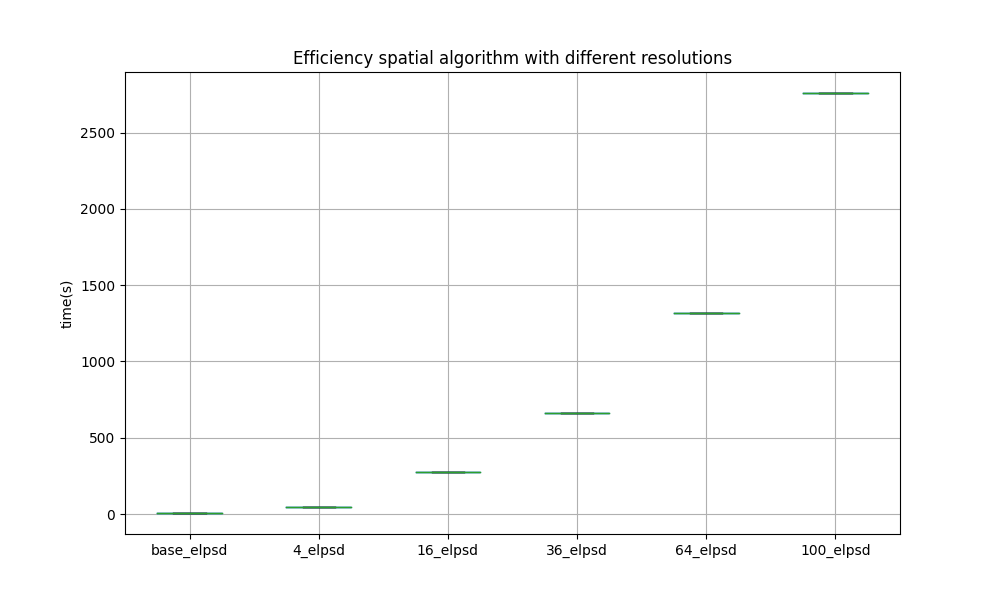 Efficiency spatial algorithm with different resolutions
time(s)
2500
2000
1500
1000
500
0
base_elpsd 4_elpsd 16_elpsd 36_elpsd 64_elpsd 100_elpsd